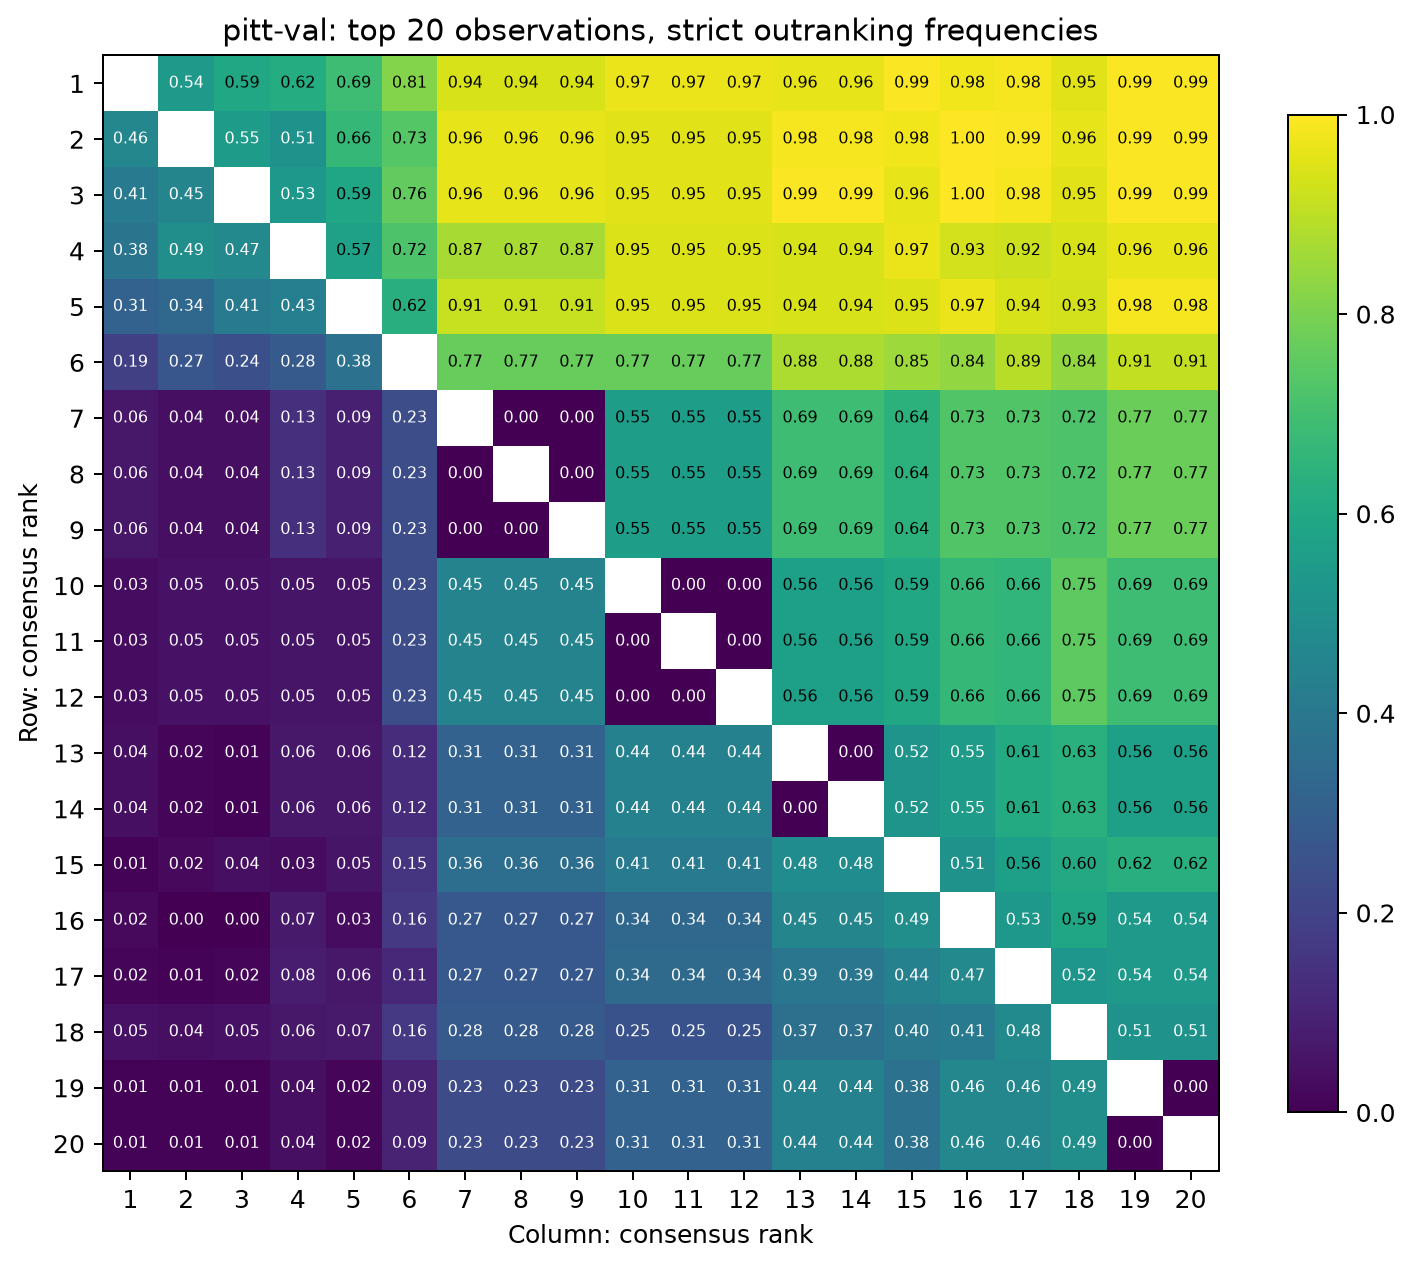 pitt-val: top 20 observations, strict outranking frequencies
1 0.54 0.59 0.62 0.69 0.81 0.94 0.94 0.94 0.97 0.97 0.97 0.96 0.96 0.99 0.98 0.98 0.95 0.99 0.99
2 0.46 0.55 0.51 0.66 0.73 0.96 0.96 0.96 0.95 0.95 0.95 0.98 0.98 0.98 1.00 0.99 0.96 0.99 0.99
3 0.41 0.45 0.53 0.59 0.76 0.96 0.96 0.96 0.95 0.95 0.95 0.99 0.99 0.96 1.00 0.98 0.95 0.99 0.99
4 0.38 0.49 0.47 0.57 0.72 0.87 0.87 0.87 0.95 0.95 0.95 0.94 0.94 0.97 0.93 0.92 0.94 0.96 0.96
5 0.31 0.34 0.41 0.43 0.62 0.91 0.91 0.91 0.95 0.95 0.95 0.94 0.94 0.95 0.97 0.94 0.93 0.98 0.98
6 0.19 0.27 0.24 0.28 0.38 0.77 0.77 0.77 0.77 0.77 0.77 0.88 0.88 0.85 0.84 0.89 0.84 0.91 0.91
7 0.06 0.04 0.04 0.13 0.09 0.23 0.00 0.00 0.55 0.55 0.55 0.69 0.69 0.64 0.73 0.73 0.72 0.77 0.77
8 0.06 0.04 0.04 0.13 0.09 0.23 0.00 0.00 0.55 0.55 0.55 0.69 0.69 0.64 0.73 0.73 0.72 0.77 0.77
9 0.06 0.04 0.04 0.13 0.09 0.23 0.00 0.00 0.55 0.55 0.55 0.69 0.69 0.64 0.73 0.73 0.72 0.77 0.77
10 0.03 0.05 0.05 0.05 0.05 0.23 0.45 0.45 0.45 0.00 0.00 0.56 0.56 0.59 0.66 0.66 0.75 0.69 0.69
11 0.03 0.05 0.05 0.05 0.05 0.23 0.45 0.45 0.45 0.00 0.00 0.56 0.56 0.59 0.66 0.66 0.75 0.69 0.69
12 0.03 0.05 0.05 0.05 0.05 0.23 0.45 0.45 0.45 0.00 0.00 0.56 0.56 0.59 0.66 0.66 0.75 0.69 0.69
13 0.04 0.02 0.01 0.06 0.06 0.12 0.31 0.31 0.31 0.44 0.44 0.44 0.00 0.52 0.55 0.61 0.63 0.56 0.56
14 0.04 0.02 0.01 0.06 0.06 0.12 0.31 0.31 0.31 0.44 0.44 0.44 0.00 0.52 0.55 0.61 0.63 0.56 0.56
15 0.01 0.02 0.04 0.03 0.05 0.15 0.36 0.36 0.36 0.41 0.41 0.41 0.48 0.48 0.51 0.56 0.60 0.62 0.62
16 0.02 0.00 0.00 0.07 0.03 0.16 0.27 0.27 0.27 0.34 0.34 0.34 0.45 0.45 0.49 0.53 0.59 0.54 0.54
17 0.02 0.01 0.02 0.08 0.06 0.11 0.27 0.27 0.27 0.34 0.34 0.34 0.39 0.39 0.44 0.47 0.52 0.54 0.54
18 0.05 0.04 0.05 0.06 0.07 0.16 0.28 0.28 0.28 0.25 0.25 0.25 0.37 0.37 0.40 0.41 0.48 0.51 0.51
19 0.01 0.01 0.01 0.04 0.02 0.09 0.23 0.23 0.23 0.31 0.31 0.31 0.44 0.44 0.38 0.46 0.46 0.49 0.00
20 0.01 0.01 0.01 0.04 0.02 0.09 0.23 0.23 0.23 0.31 0.31 0.31 0.44 0.44 0.38 0.46 0.46 0.49 0.00
1 2 3 4 5 6 7 8 9 10 11 12 13 14 15 16 17 18 19 20
Column: consensus rank
Row: consensus rank
1.0
0.8
0.6
0.4
0.2
0.0